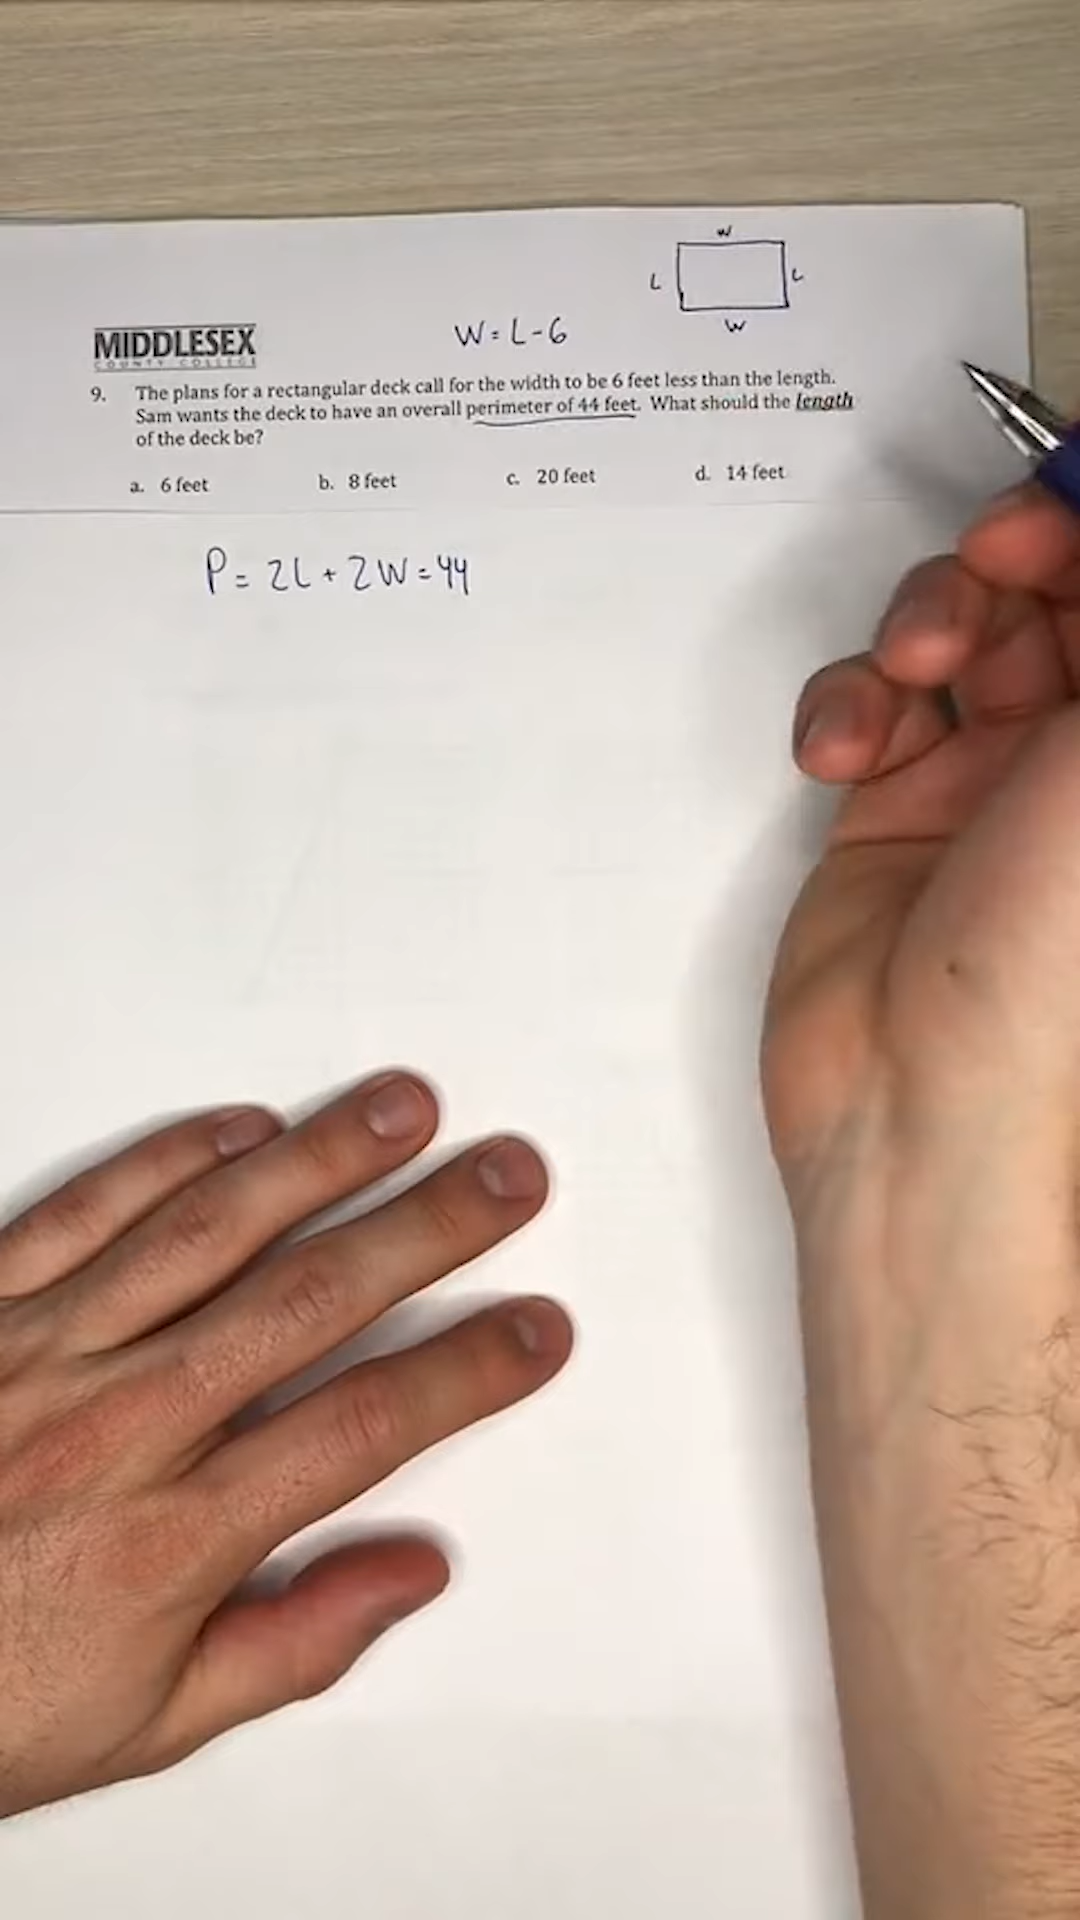 W
L L
W
W = L - 6
MIDDLESEX
COUNTY COLLEGE
9. The plans for a rectangular deck call for the width to be 6 feet less than the length.
Sam wants the deck to have an overall perimeter of 44 feet. What should the length
of the deck be?
a. 6 feet b. 8 feet c. 20 feet d. 14 feet
P = 2L + 2W = 44